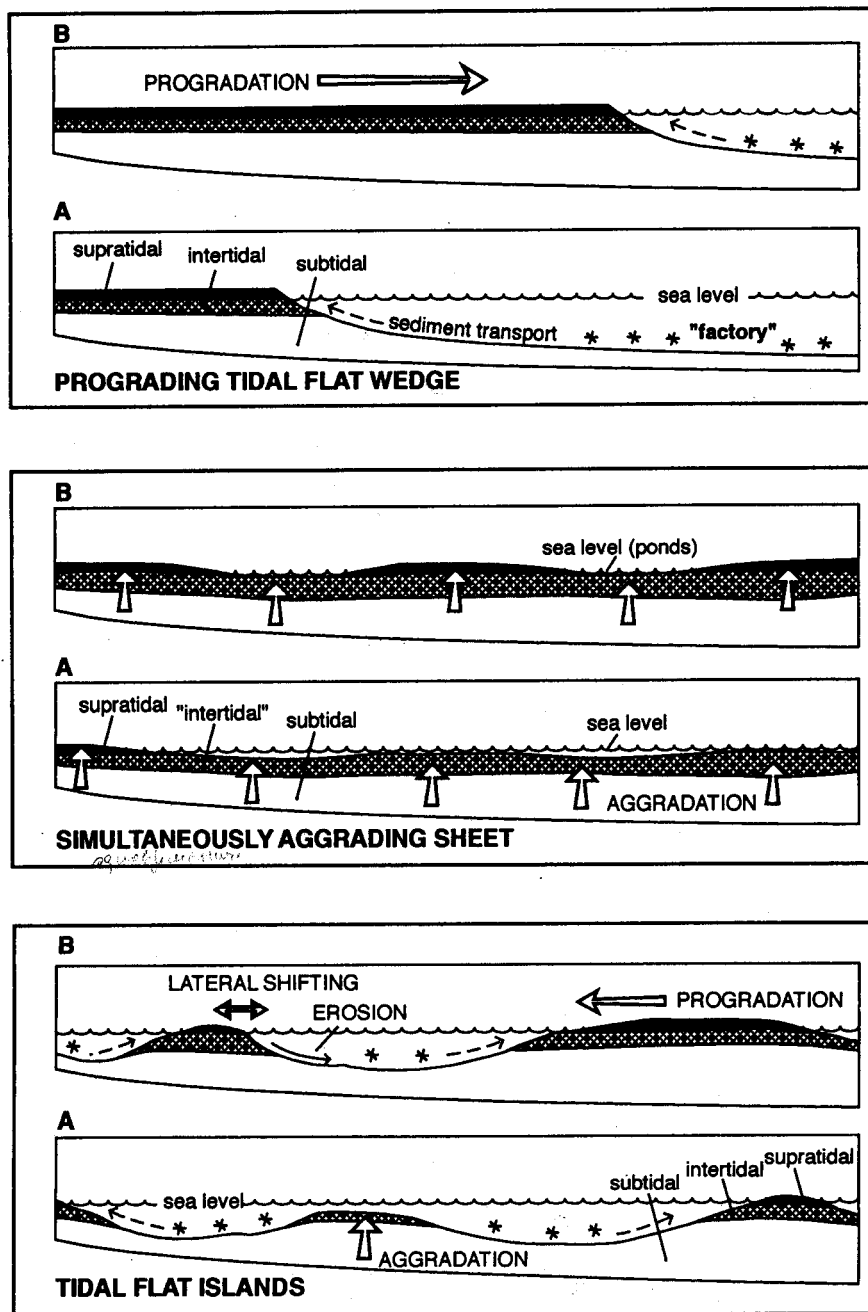 B
PROGRADATION
A
supratidal
intertidal
subtidal
sea level
sediment transport
"factory"
PROGRADING TIDAL FLAT WEDGE
B
sea level (ponds)
A
supratidal
"intertidal"
subtidal
sea level
AGGRADATION
SIMULTANEOUSLY AGGRADING SHEET
B
LATERAL SHIFTING
EROSION
PROGRADATION
A
sea level
subtidal
intertidal
supratidal
AGGRADATION
TIDAL FLAT ISLANDS